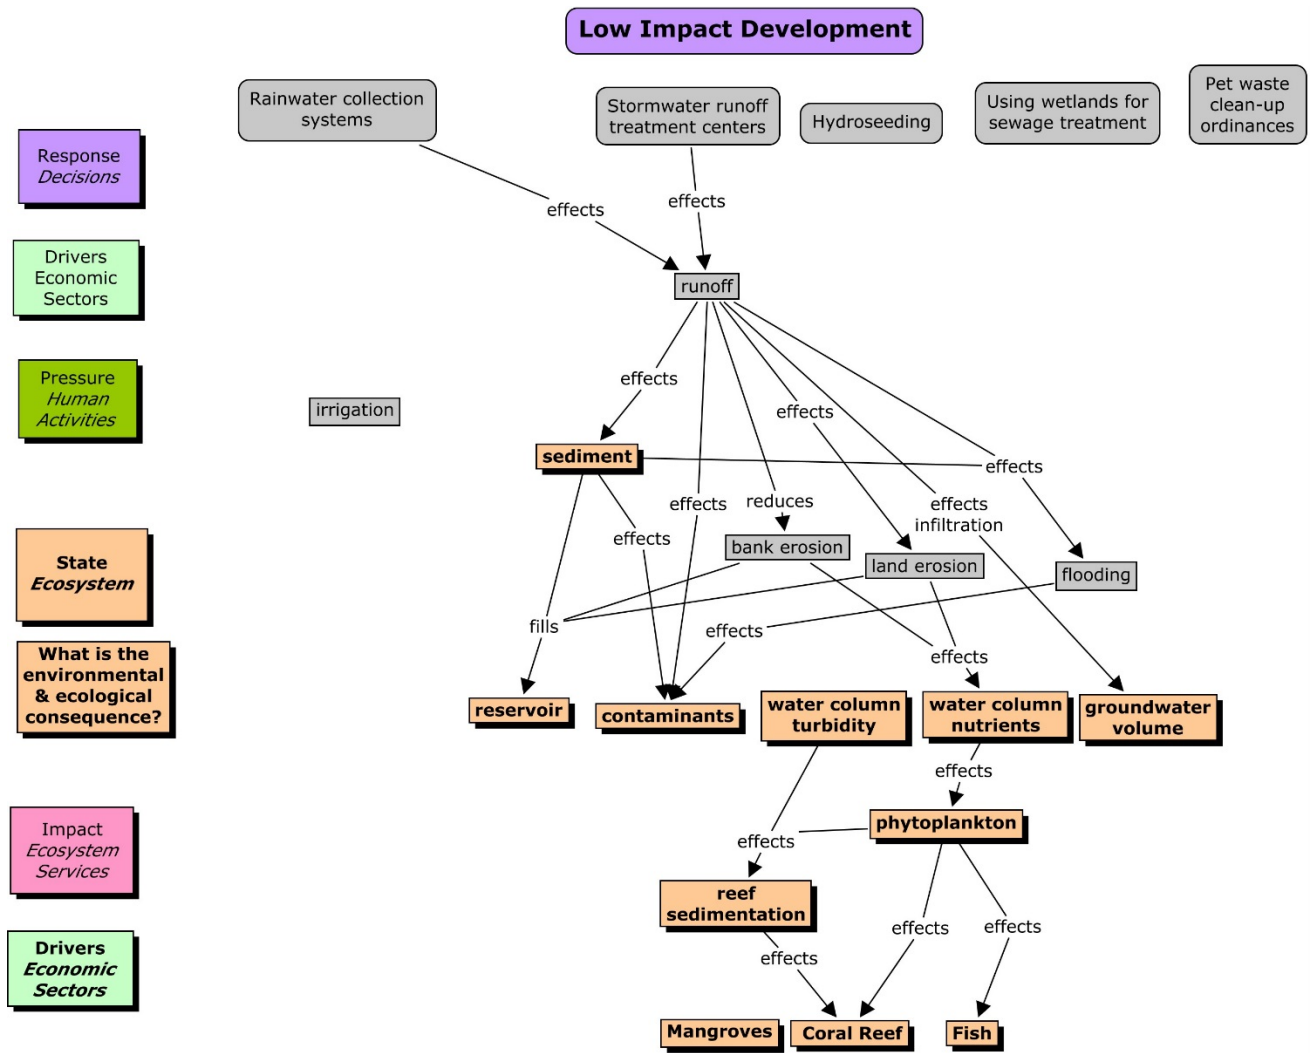 Low Impact Development
Rainwater collection
systems
Stormwater runoff
treatment centers
Hydroseeding
Using wetlands for
sewage treatment
Pet waste
clean-up
ordinances
Response
Decisions
effects
effects
Drivers
Economic
Sectors
runoff
Pressure
Human
Activities
irrigation
effects
effects
sediment
effects
effects
reduces
effects
infiltration
effects
State
Ecosystem
bank erosion
land erosion
flooding
fills
effects
effects
What is the
environmental
& ecological
consequence?
reservoir
contaminants
water column
turbidity
water column
nutrients
groundwater
volume
effects
phytoplankton
Impact
Ecosystem
Services
effects
reef
sedimentation
effects
effects
effects
Drivers
Economic
Sectors
Mangroves
Coral Reef
Fish